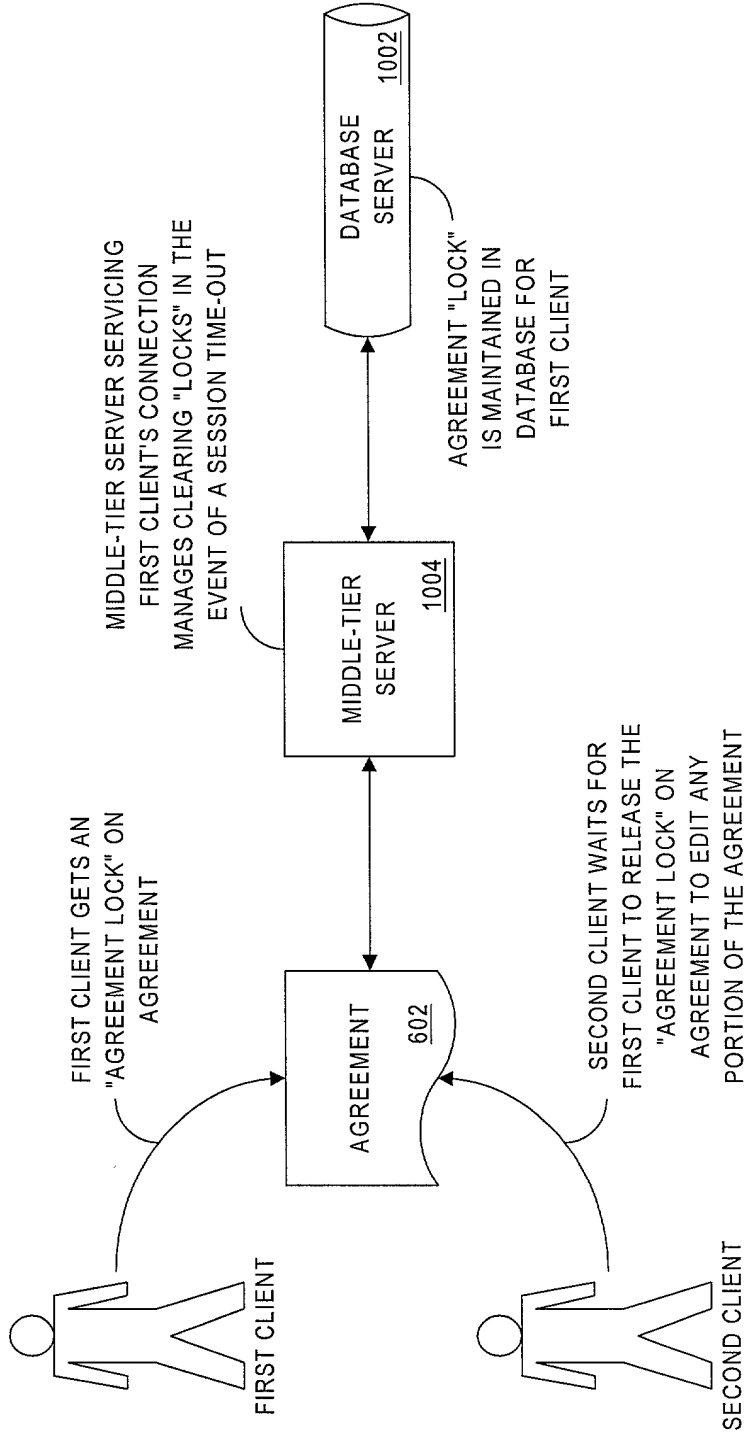 FIRST CLIENT
FIRST CLIENT GETS AN
"AGREEMENT LOCK" ON
AGREEMENT
AGREEMENT
602
SECOND CLIENT
SECOND CLIENT WAITS FOR
FIRST CLIENT TO RELEASE THE
"AGREEMENT LOCK" ON
AGREEMENT TO EDIT ANY
PORTION OF THE AGREEMENT
MIDDLE-TIER SERVER SERVICING
FIRST CLIENT'S CONNECTION
MANAGES CLEARING "LOCKS" IN THE
EVENT OF A SESSION TIME-OUT
MIDDLE-TIER
SERVER
1004
DATABASE
SERVER
1002
AGREEMENT "LOCK"
IS MAINTAINED IN
DATABASE FOR
FIRST CLIENT